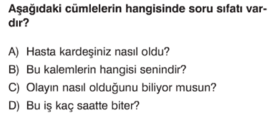 Aşağıdaki cümlelerin hangisinde soru sıfatı var-
dır?
A) Hasta kardeşiniz nasıl oldu?
B) Bu kalemlerin hangisi senindir?
C) Olayın nasıl olduğunu biliyor musun?
D) Bu iş kaç saatte biter?